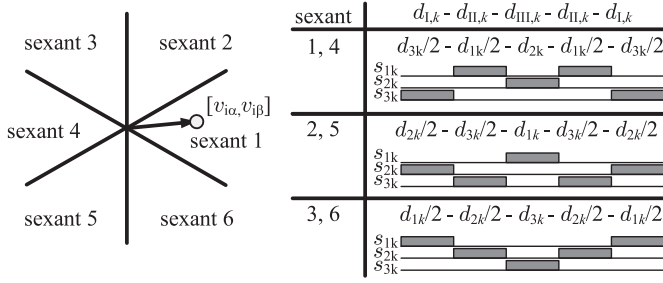 sexant 3
sexant 2
[v_iα,v_iβ]
sexant 4
sexant 1
sexant 5
sexant 6
sexant d_I,k - d_II,k - d_III,k - d_II,k - d_I,k
1, 4 d_3k/2 - d_1k/2 - d_2k - d_1k/2 - d_3k/2
s_1k
s_2k
s_3k
2, 5 d_2k/2 - d_3k/2 - d_1k - d_3k/2 - d_2k/2
s_1k
s_2k
s_3k
3, 6 d_1k/2 - d_2k/2 - d_3k - d_2k/2 - d_1k/2
s_1k
s_2k
s_3k